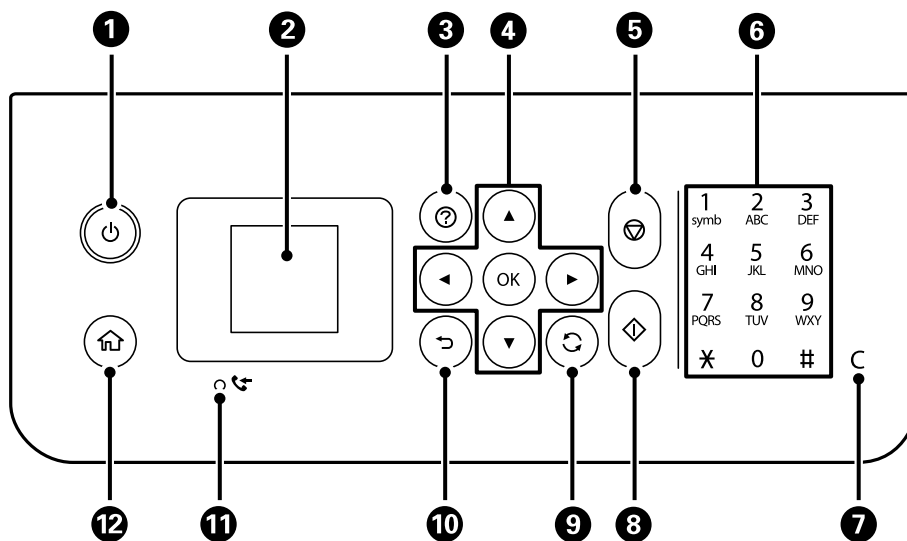 1 2 3 4 5 6
1 2 3
symb ABC DEF
?
OK
4 5 6
GHI JKL MNO
7 8 9
PQRS TUV WXY
* 0 # C
12 11 10 9 8 7